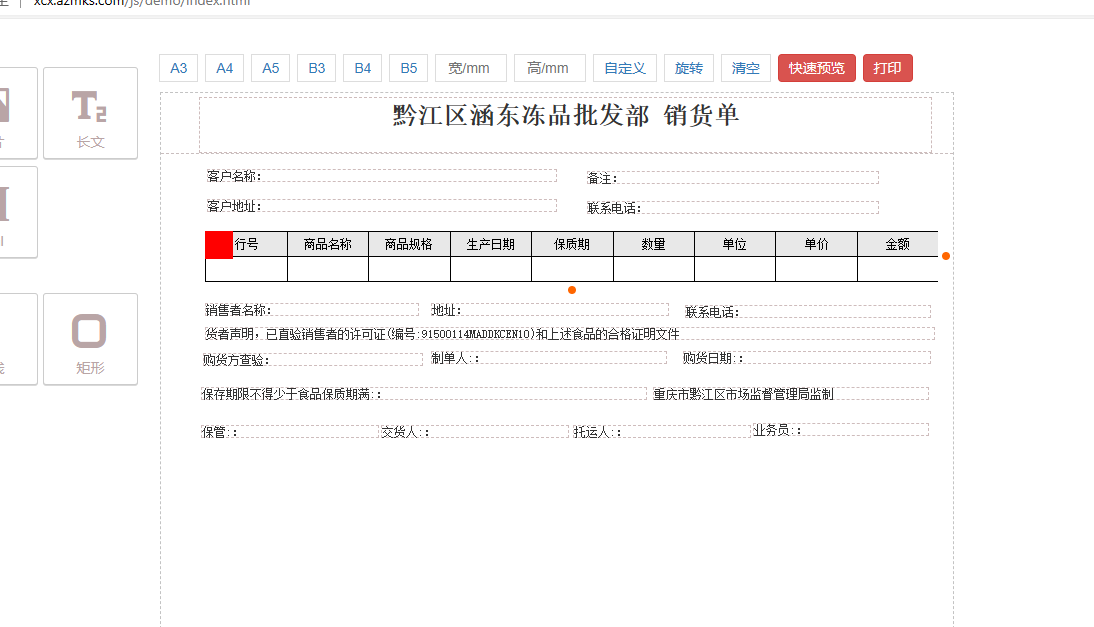 xcx.azmks.com/js/demo/index.html
A3 A4 A5 B3 B4 B5 宽/mm 高/mm 自定义 旋转 清空 快速预览 打印
T2
长文
矩形
黔江区涵东冻品批发部 销货单
客户名称: 备注:
客户地址: 联系电话:
行号 商品名称 商品规格 生产日期 保质期 数量 单位 单价 金额
销售者名称: 地址: 联系电话:
货者声明，已直验销售者的许可证(编号:91500114MADDKCEN10)和上述食品的合格证明文件
购货方查验: 制单人:: 购货日期::
保存期限不得少于食品保质期满:: 重庆市黔江区市场监督管理局监制
保管:: 交货人:: 托运人:: 业务员::